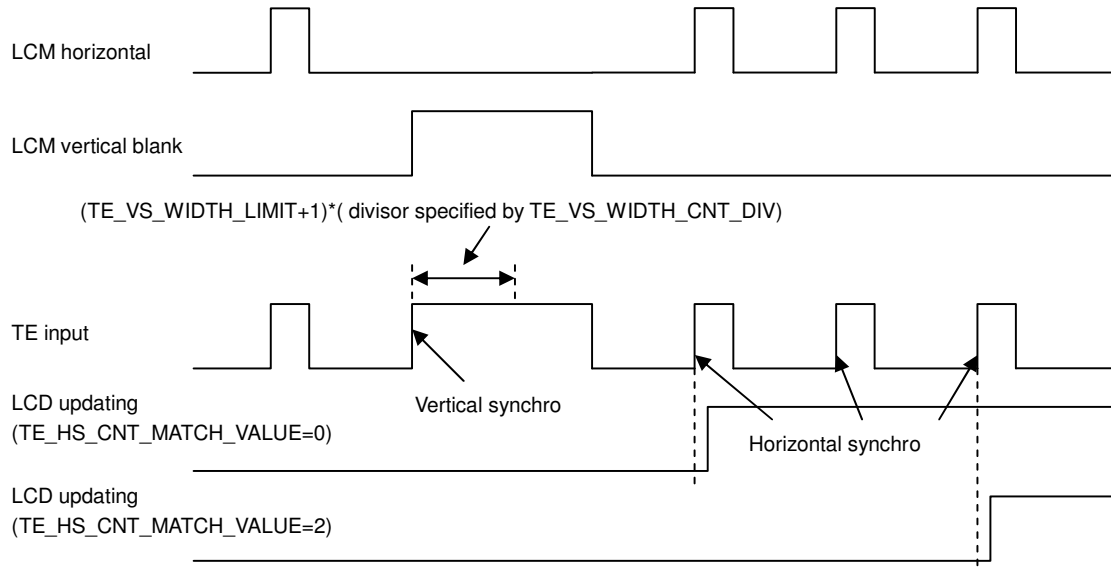 LCM horizontal
LCM vertical blank
(TE_VS_WIDTH_LIMIT+1)*( divisor specified by TE_VS_WIDTH_CNT_DIV)
TE input
Vertical synchro
LCD updating
(TE_HS_CNT_MATCH_VALUE=0)
Horizontal synchro
LCD updating
(TE_HS_CNT_MATCH_VALUE=2)